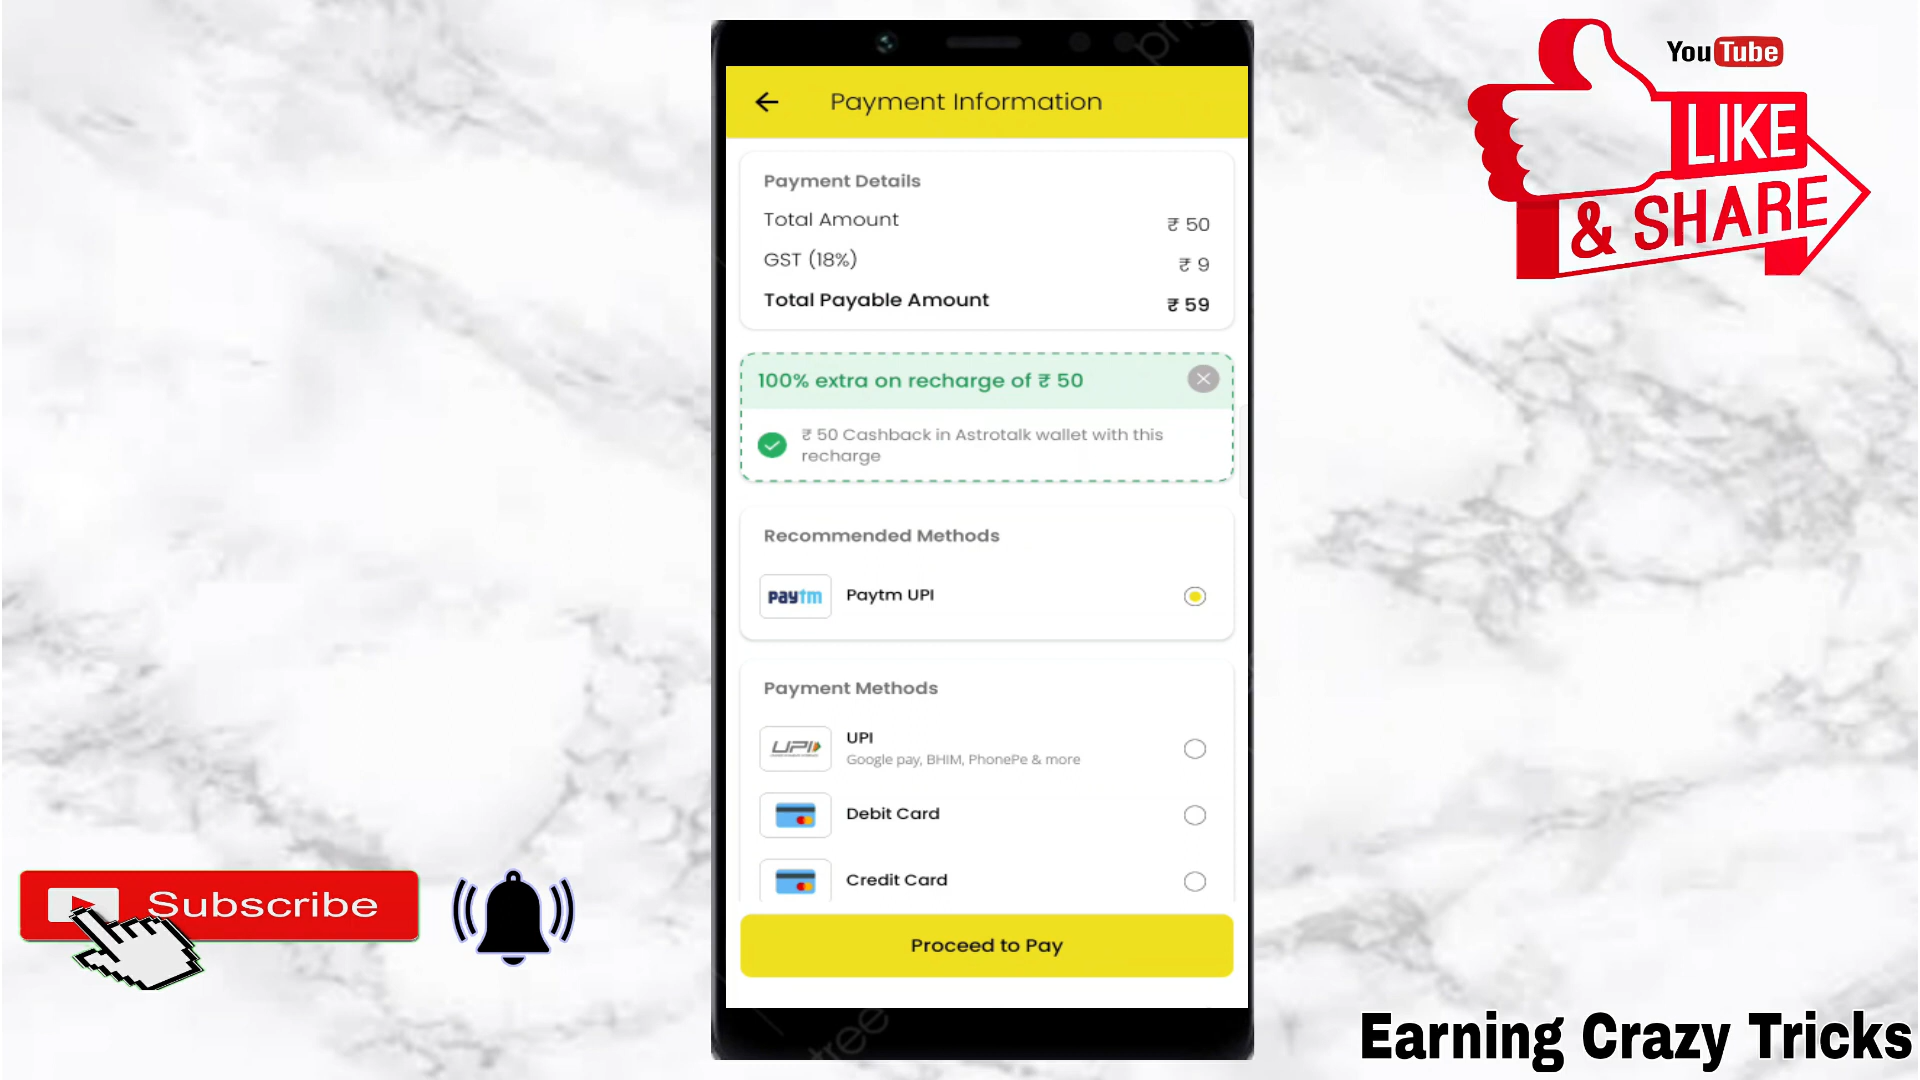 Payment Information
Payment Details
Total Amount ₹ 50
GST (18%) ₹ 9
Total Payable Amount ₹ 59
100% extra on recharge of ₹ 50
₹ 50 Cashback in Astrotalk wallet with this
recharge
Recommended Methods
paytm Paytm UPI
Payment Methods
UPI UPI
Google pay, BHIM, PhonePe & more
Debit Card
Credit Card
Proceed to Pay
YouTube
LIKE
& SHARE
Subscribe
Earning Crazy Tricks